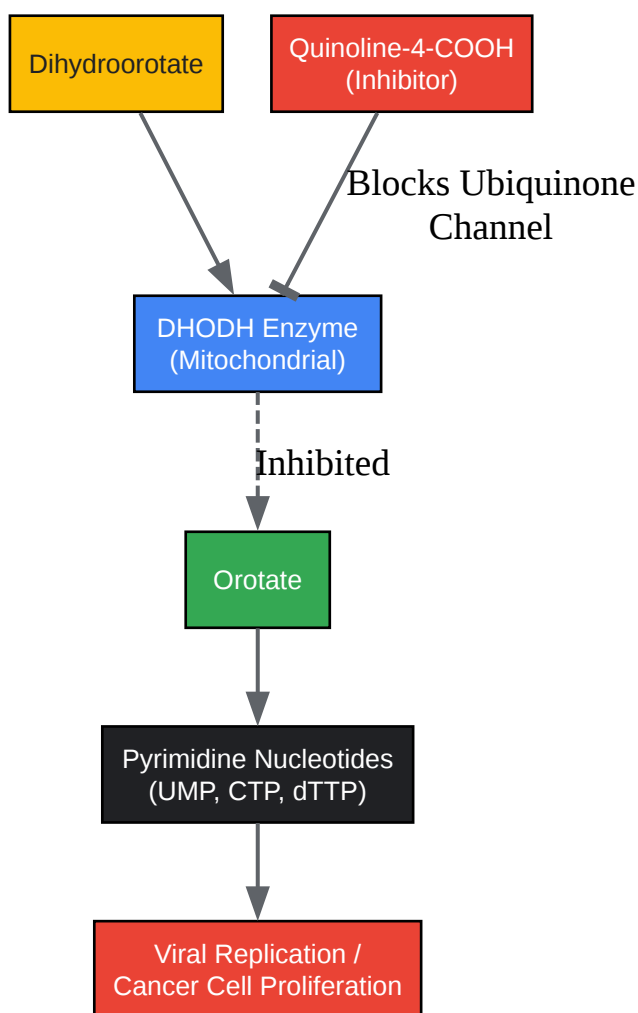 Dihydroorotate
Quinoline-4-COOH
(Inhibitor)
Blocks Ubiquinone
Channel
DHODH Enzyme
(Mitochondrial)
Inhibited
Orotate
Pyrimidine Nucleotides
(UMP, CTP, dTTP)
Viral Replication /
Cancer Cell Proliferation